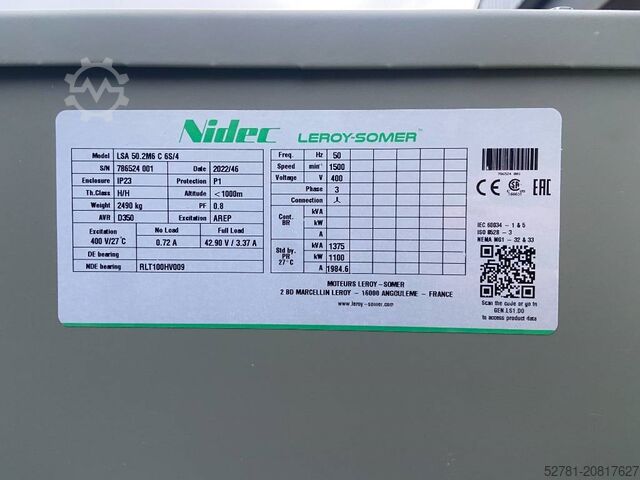 Nidec LEROY-SOMER™
Model LSA 50.2M6 C 6S/4
S/N 786524 001 Date 2022/46
Enclosure IP23 Protection P1
Th.Class H/H Altitude <1000m
Weight 2490 kg PF 0.8
AVR D350 Excitation AREP
Excitation No Load Full Load
400 V/27°C 0.72 A 42.90 V / 3.37 A
DE bearing
NDE bearing RLT100HV009
Freq. Hz 50
Speed min⁻¹ 1500
Voltage V 400
Phase 3
Connection
Cont. BR kVA
kW
A
Std by. PR 27°C kVA 1375
kW 1100
A 1984.6
MOTEURS LEROY-SOMER
2 BD MARCELLIN LEROY - 16000 ANGOULEME - FRANCE
www.leroy-somer.com
786524 001
CE EAC
IEC 60034 - 1 & 5
ISO 8528 - 3
NEMA MG1 - 32 & 33
Scan the code or go to
GEN.LS1.DO
to access product data
52781-20817627